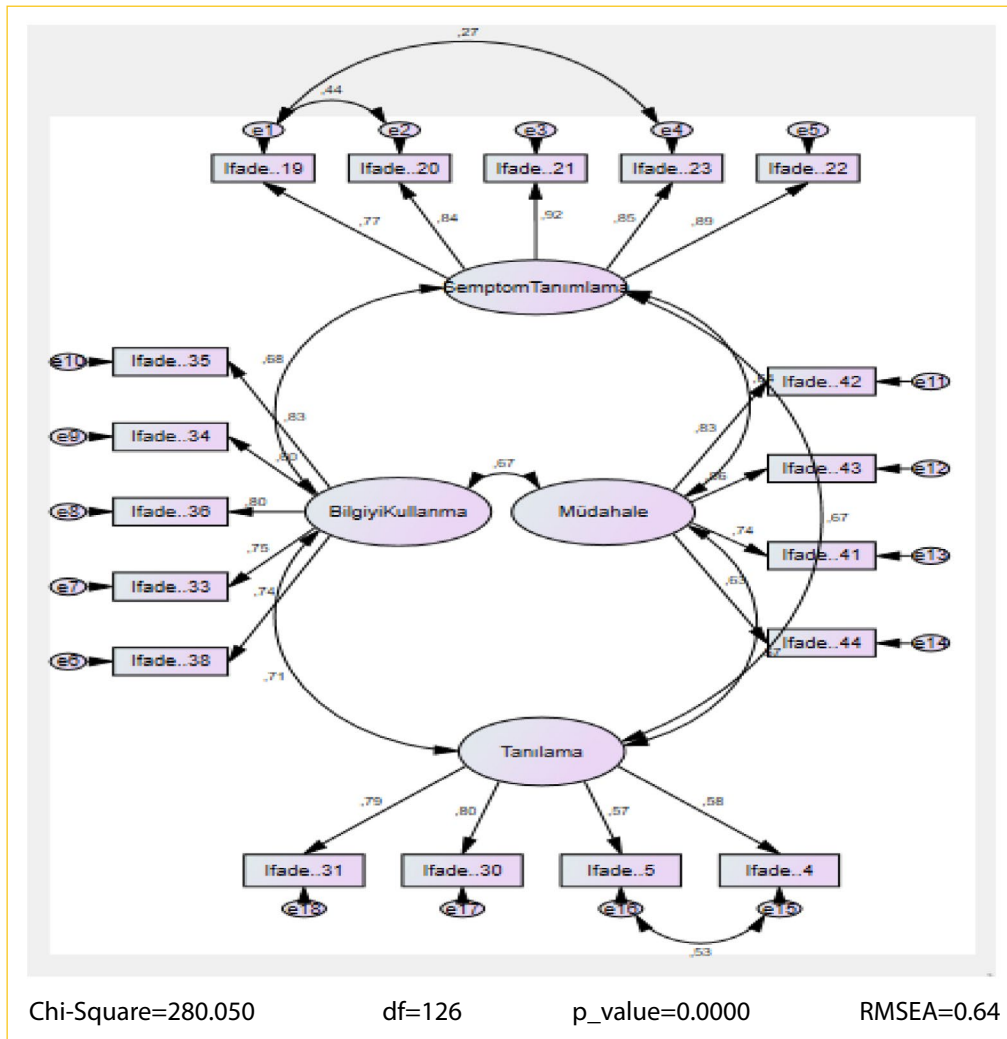 ,27
,44
e1 e2 e3 e4 e5
Ifade..19 Ifade..20 Ifade..21 Ifade..23 Ifade..22
,77 ,84 ,92 ,85 ,89
SemptomTanımlama
e10 Ifade..35
,68
,83
Ifade..42 e11
e9 Ifade..34
,83
,80
Ifade..43 e12
,67
e8 Ifade..36
,80
BilgiyiKullanma
Müdahale
,67
,74
Ifade..41 e13
e7 Ifade..33
,75
,74
,63
Ifade..44 e14
e6 Ifade..38
,71
Tanılama
,79 ,80 ,57 ,58
Ifade..31 Ifade..30 Ifade..5 Ifade..4
e18 e17 e16 e15
,53
Chi-Square=280.050 df=126 p_value=0.0000 RMSEA=0.64